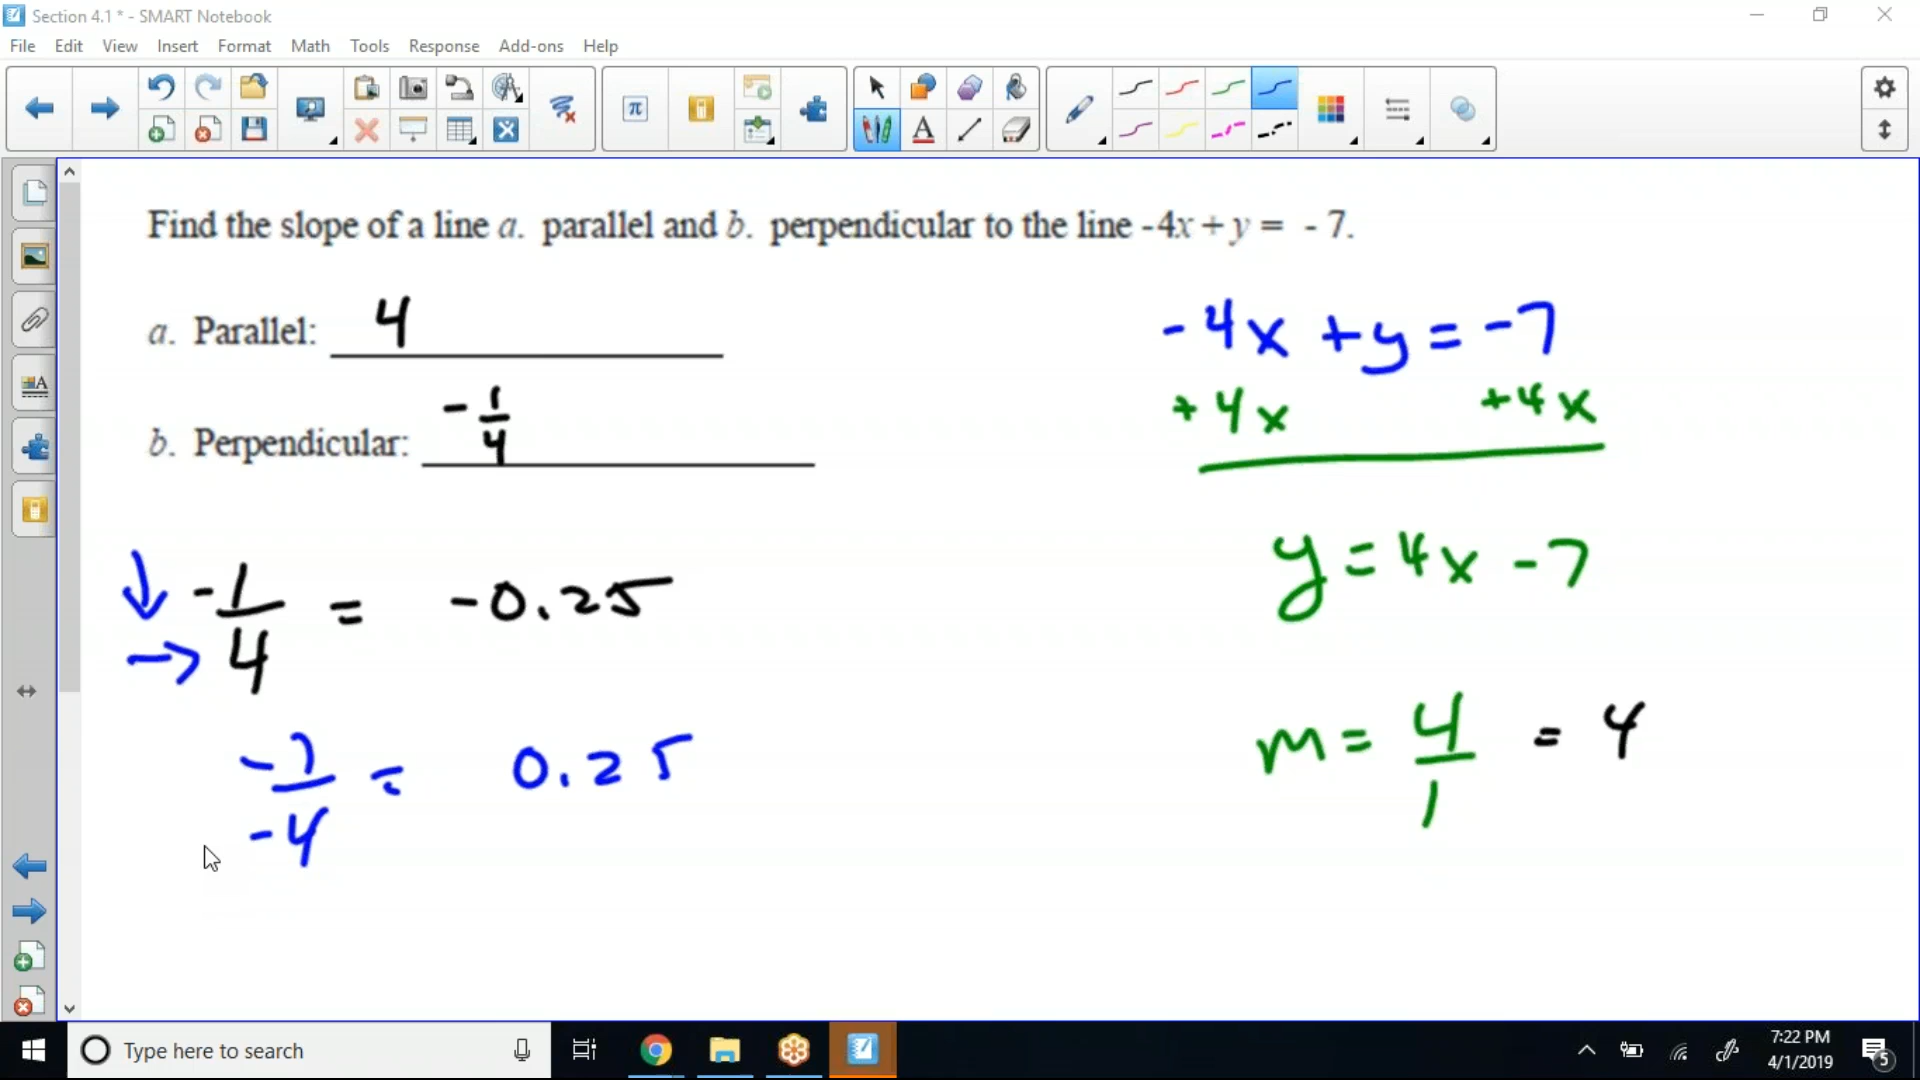 Section 4.1 * - SMART Notebook
File Edit View Insert Format Math Tools Response Add-ons Help
Find the slope of a line a. parallel and b. perpendicular to the line -4x + y = - 7.
a. Parallel: 4
b. Perpendicular: - 1/4
-4x + y = -7
+ 4x +4x
y = 4x - 7
m = 4/1 = 4
-1/4 = -0.25
-1/-4 = 0.25
Type here to search
7:22 PM
4/1/2019
5